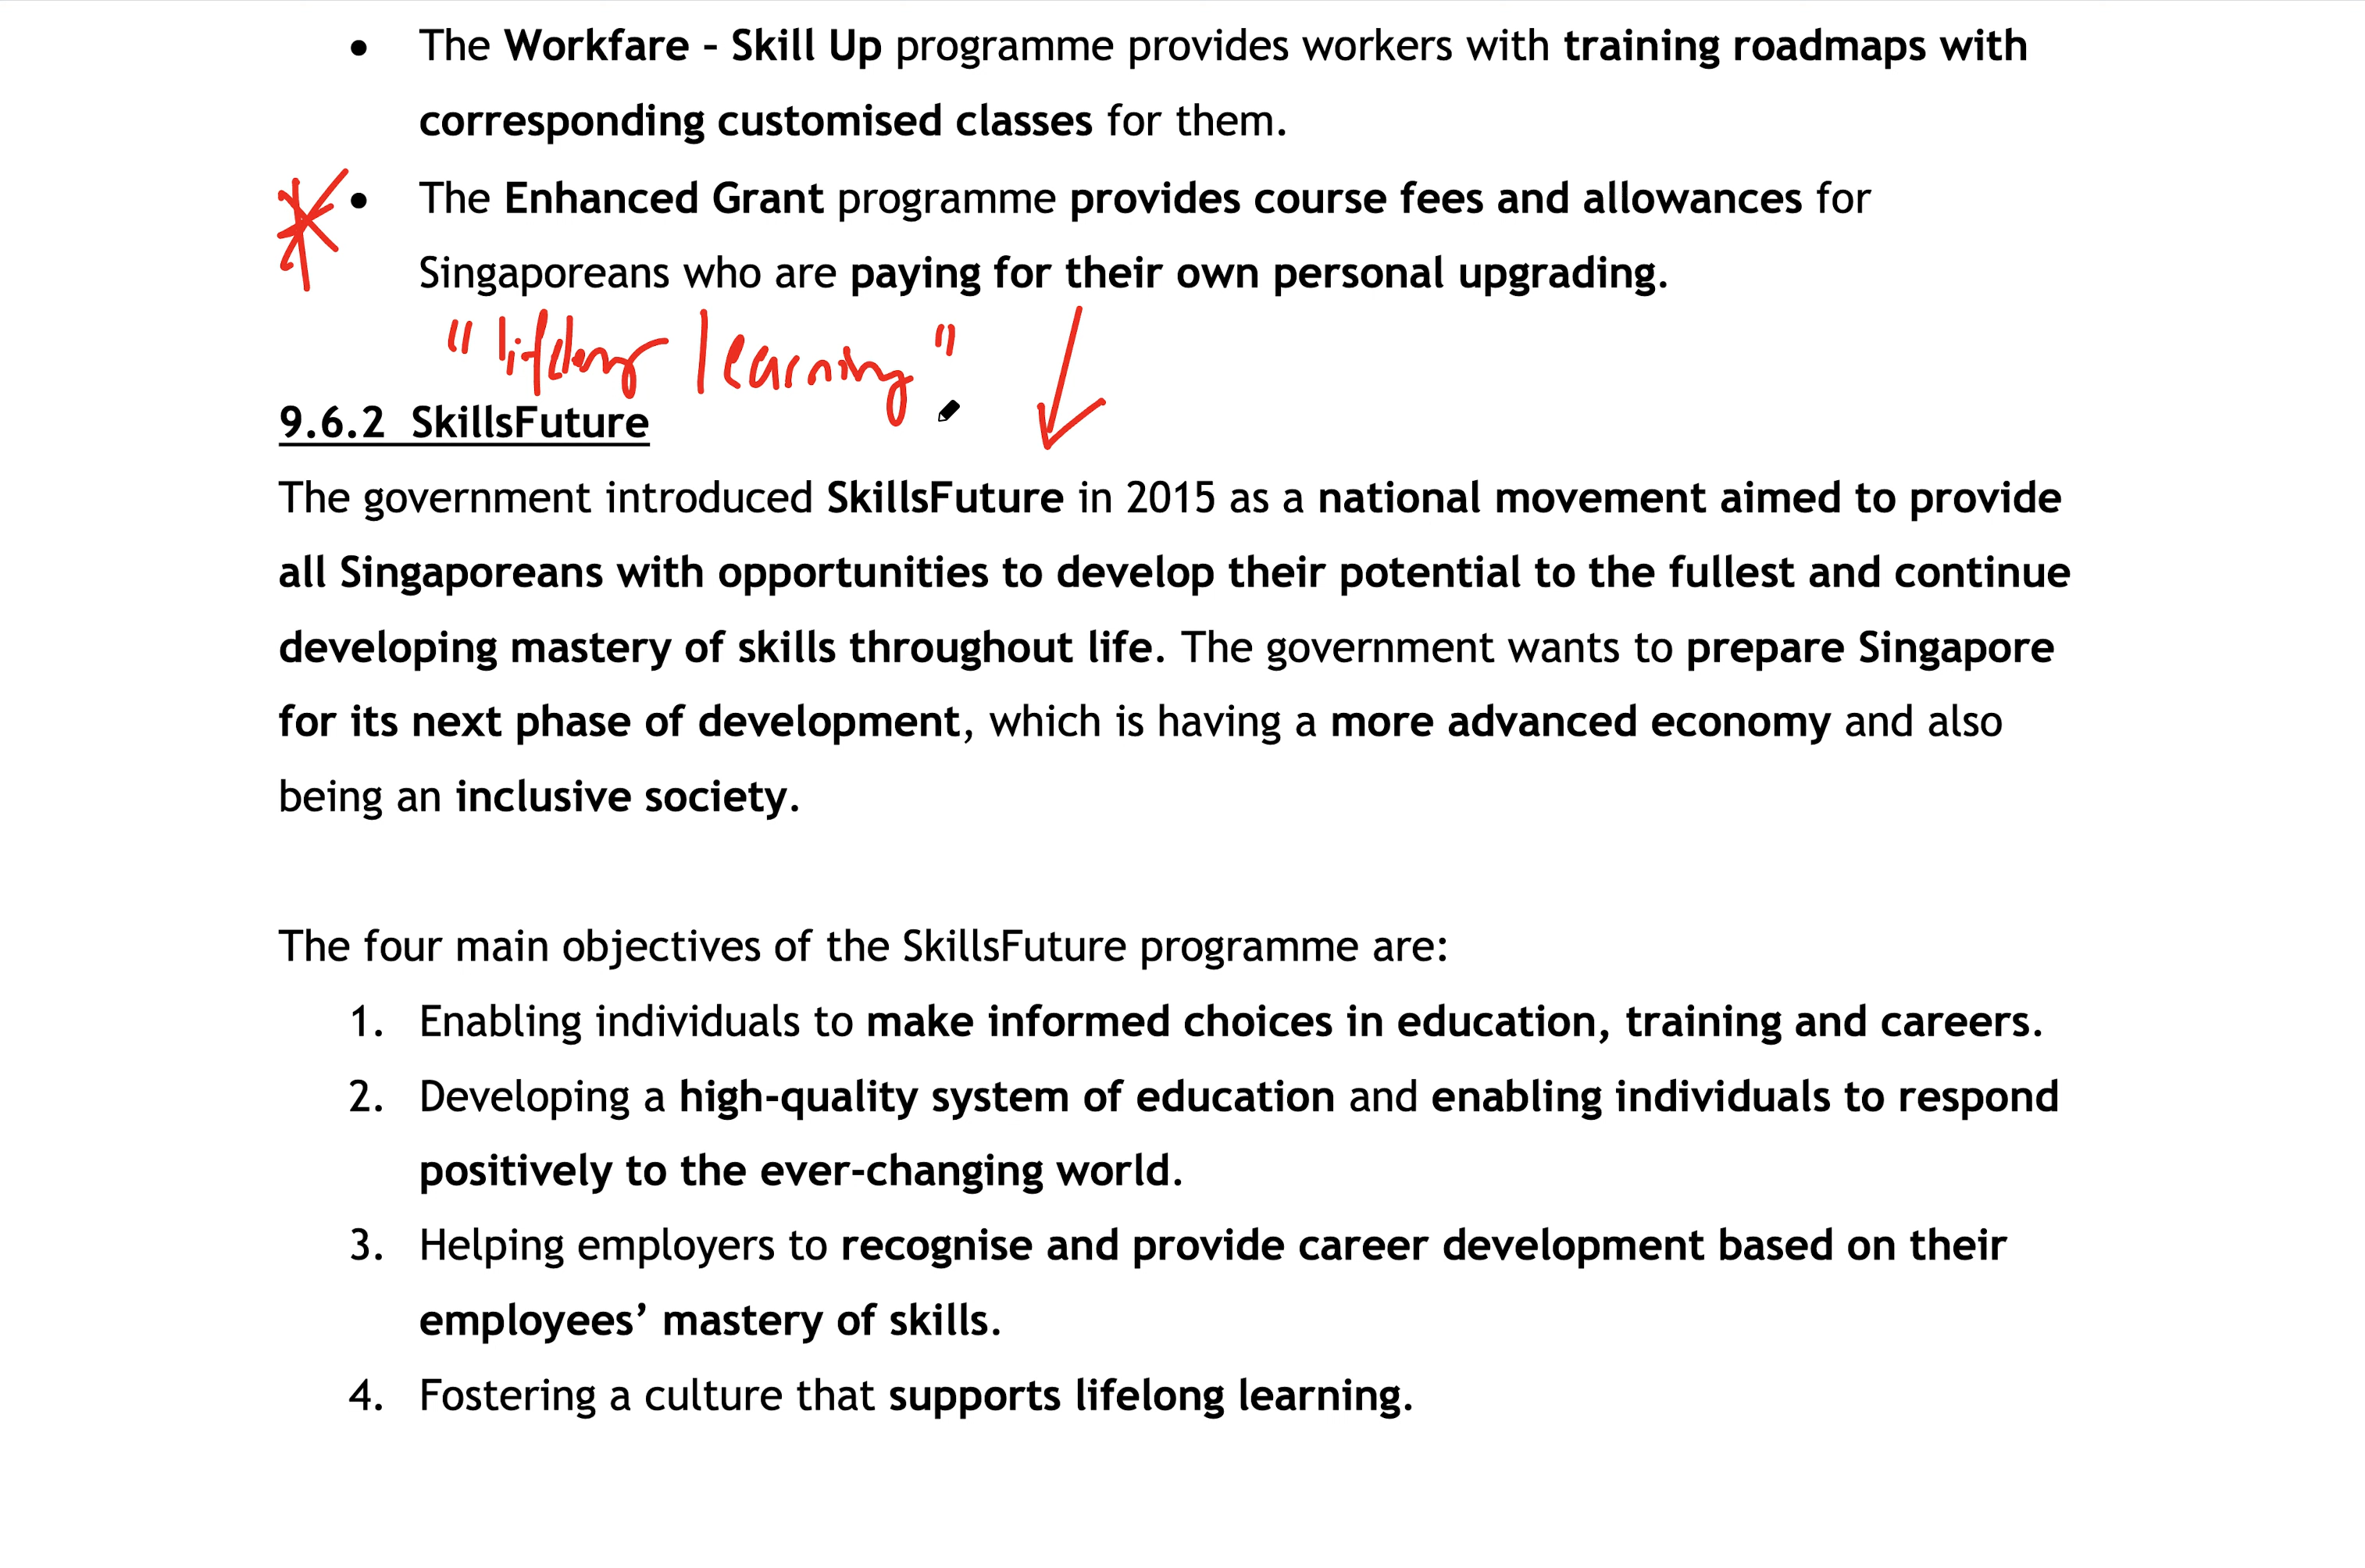 • The Workfare - Skill Up programme provides workers with training roadmaps with
corresponding customised classes for them.
• The Enhanced Grant programme provides course fees and allowances for
Singaporeans who are paying for their own personal upgrading.
"lifelong learning"
9.6.2 SkillsFuture
The government introduced SkillsFuture in 2015 as a national movement aimed to provide
all Singaporeans with opportunities to develop their potential to the fullest and continue
developing mastery of skills throughout life. The government wants to prepare Singapore
for its next phase of development, which is having a more advanced economy and also
being an inclusive society.
The four main objectives of the SkillsFuture programme are:
1. Enabling individuals to make informed choices in education, training and careers.
2. Developing a high-quality system of education and enabling individuals to respond
positively to the ever-changing world.
3. Helping employers to recognise and provide career development based on their
employees’ mastery of skills.
4. Fostering a culture that supports lifelong learning.